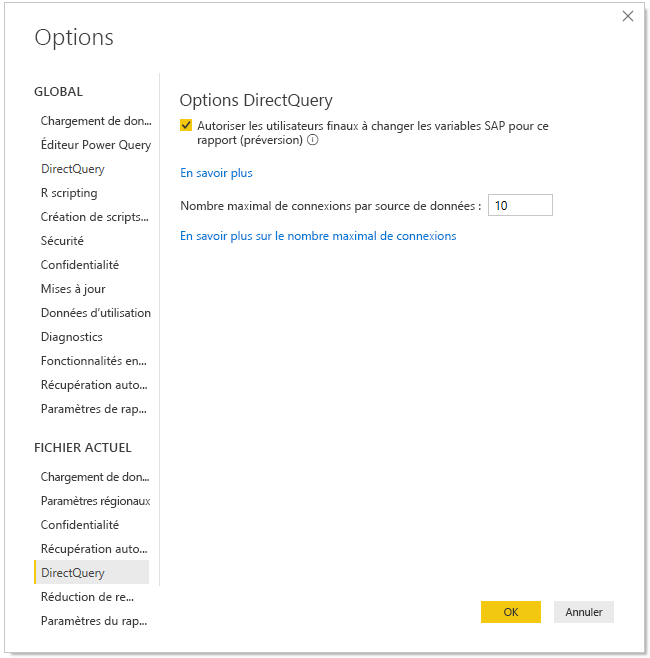 Options
GLOBAL
Chargement de don...
Éditeur Power Query
DirectQuery
R scripting
Création de scripts...
Sécurité
Confidentialité
Mises à jour
Données d'utilisation
Diagnostics
Fonctionnalités en...
Récupération auto...
Paramètres de rap...
FICHIER ACTUEL
Chargement de don...
Paramètres régionaux
Confidentialité
Récupération auto...
DirectQuery
Réduction de re...
Paramètres du rap...
Options DirectQuery
Autoriser les utilisateurs finaux à changer les variables SAP pour ce
rapport (préversion)
En savoir plus
Nombre maximal de connexions par source de données : 10
En savoir plus sur le nombre maximal de connexions
OK Annuler